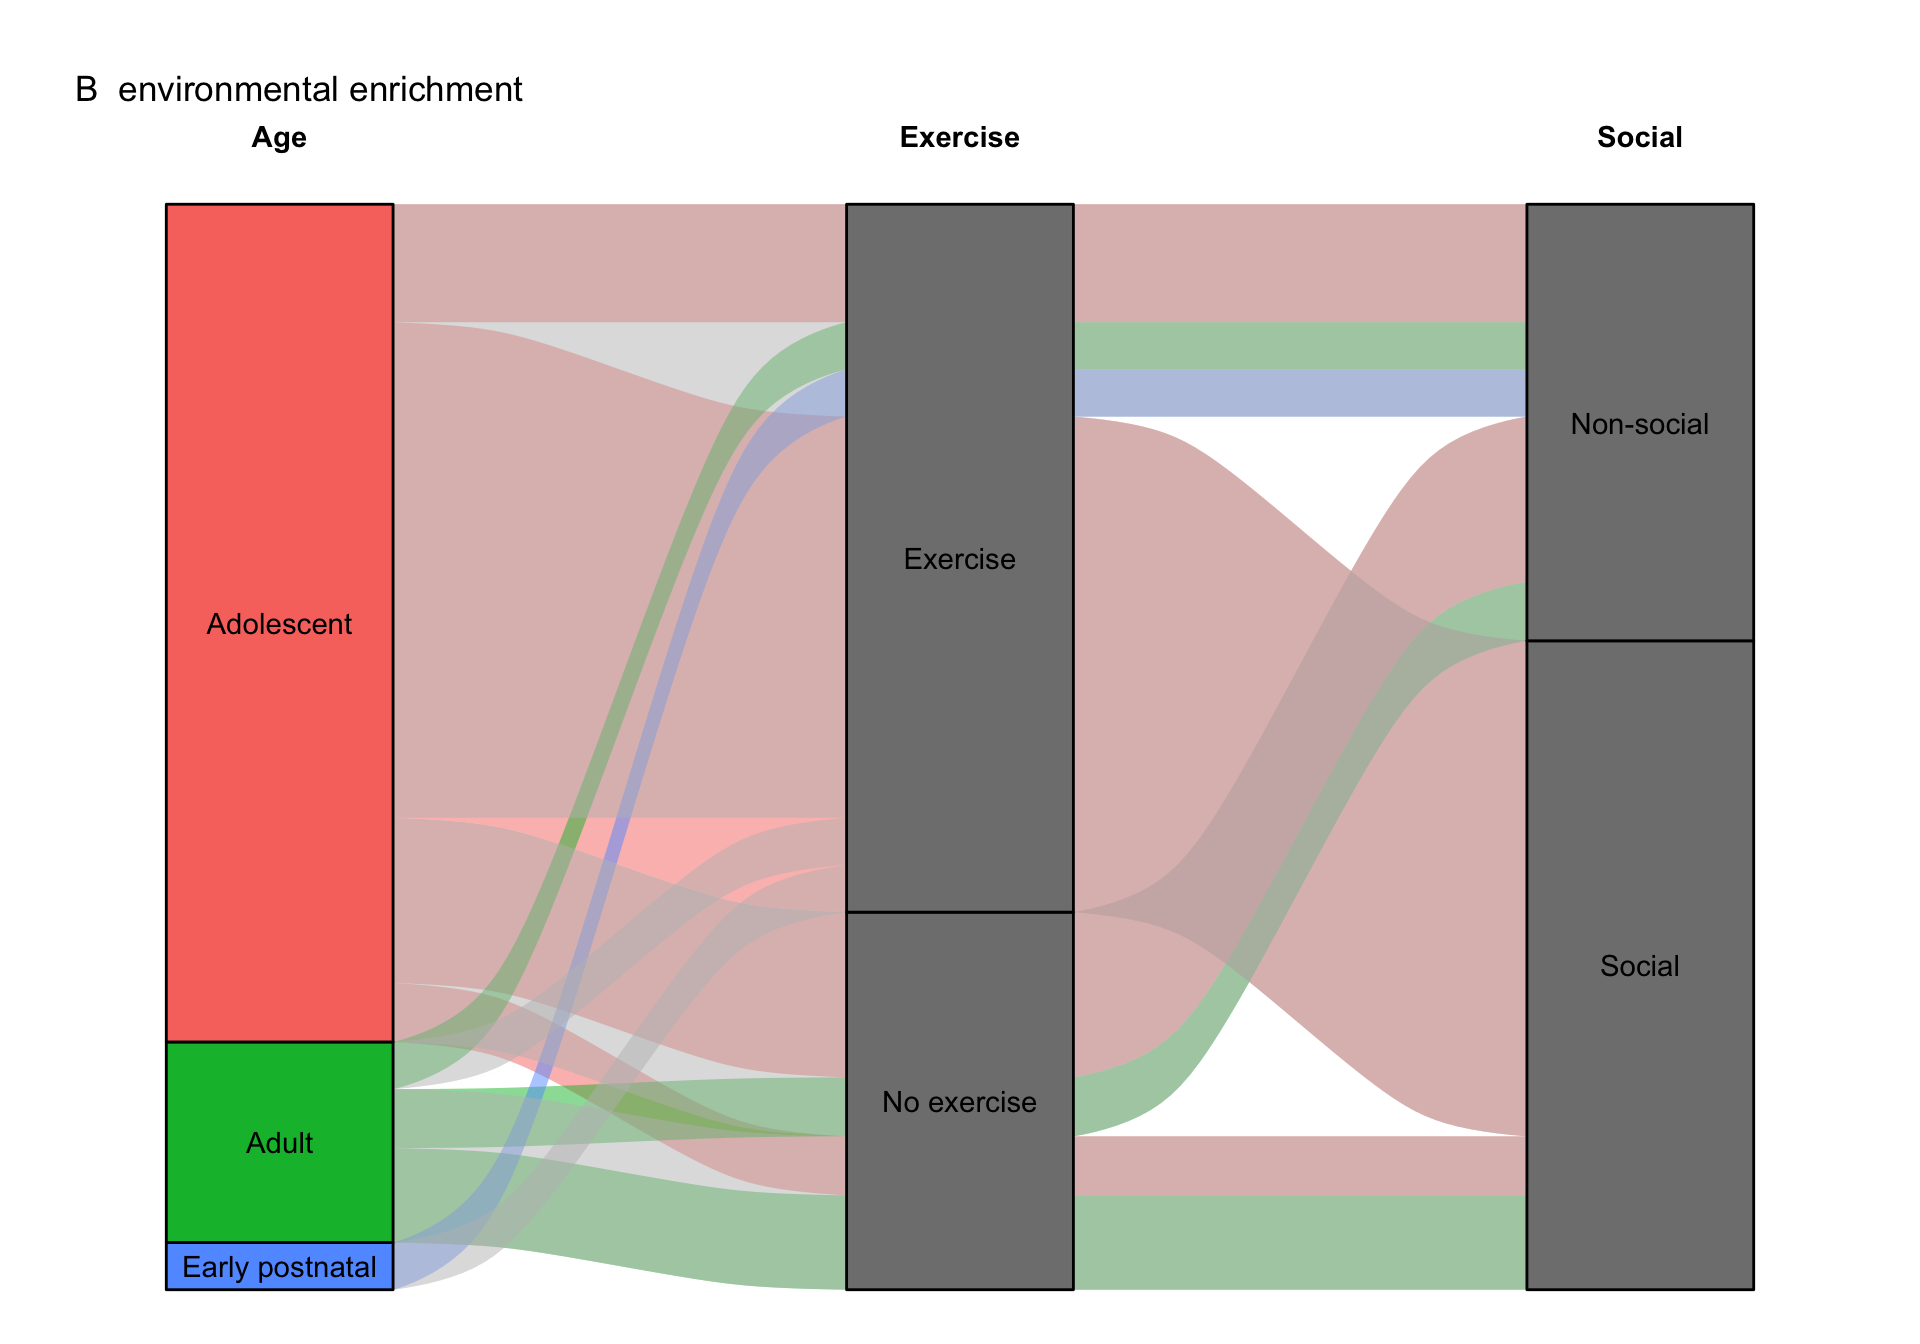 B environmental enrichment
Age
Exercise
Social
Adolescent
Adult
Early postnatal
Exercise
No exercise
Non-social
Social